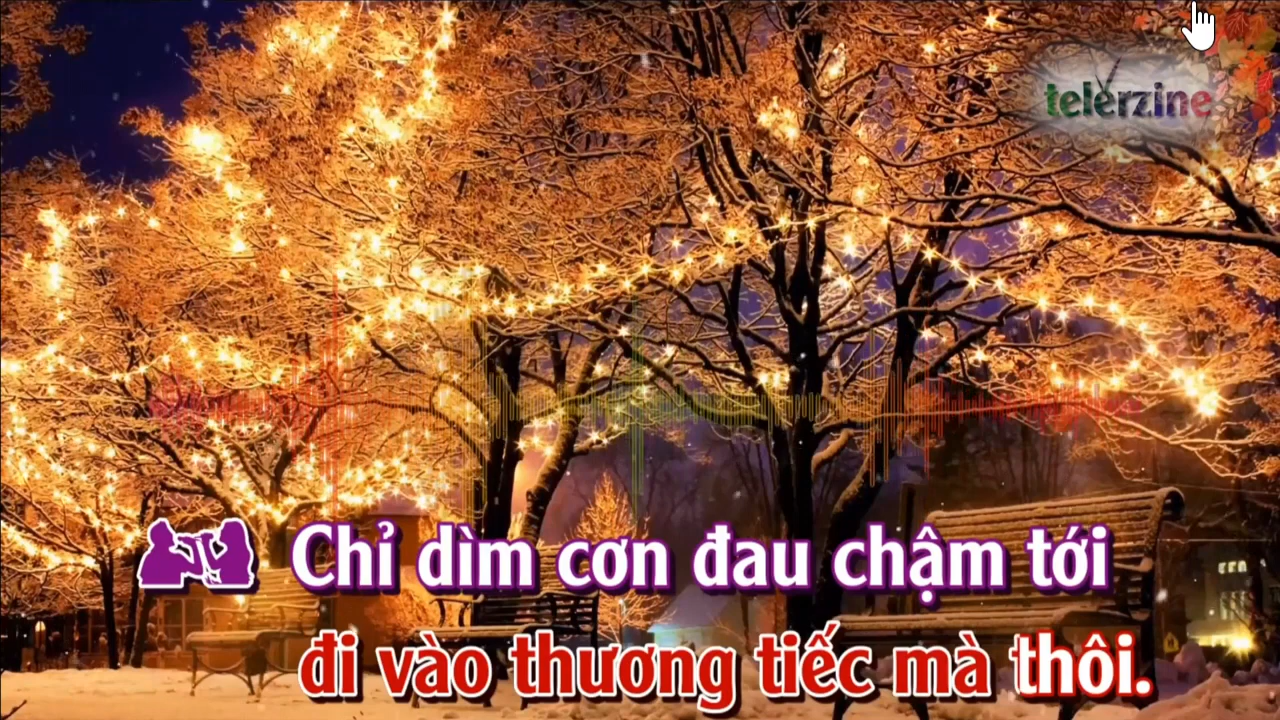 telerzine
Chỉ dìm cơn đau chậm tới
đi vào thương tiếc mà thôi.